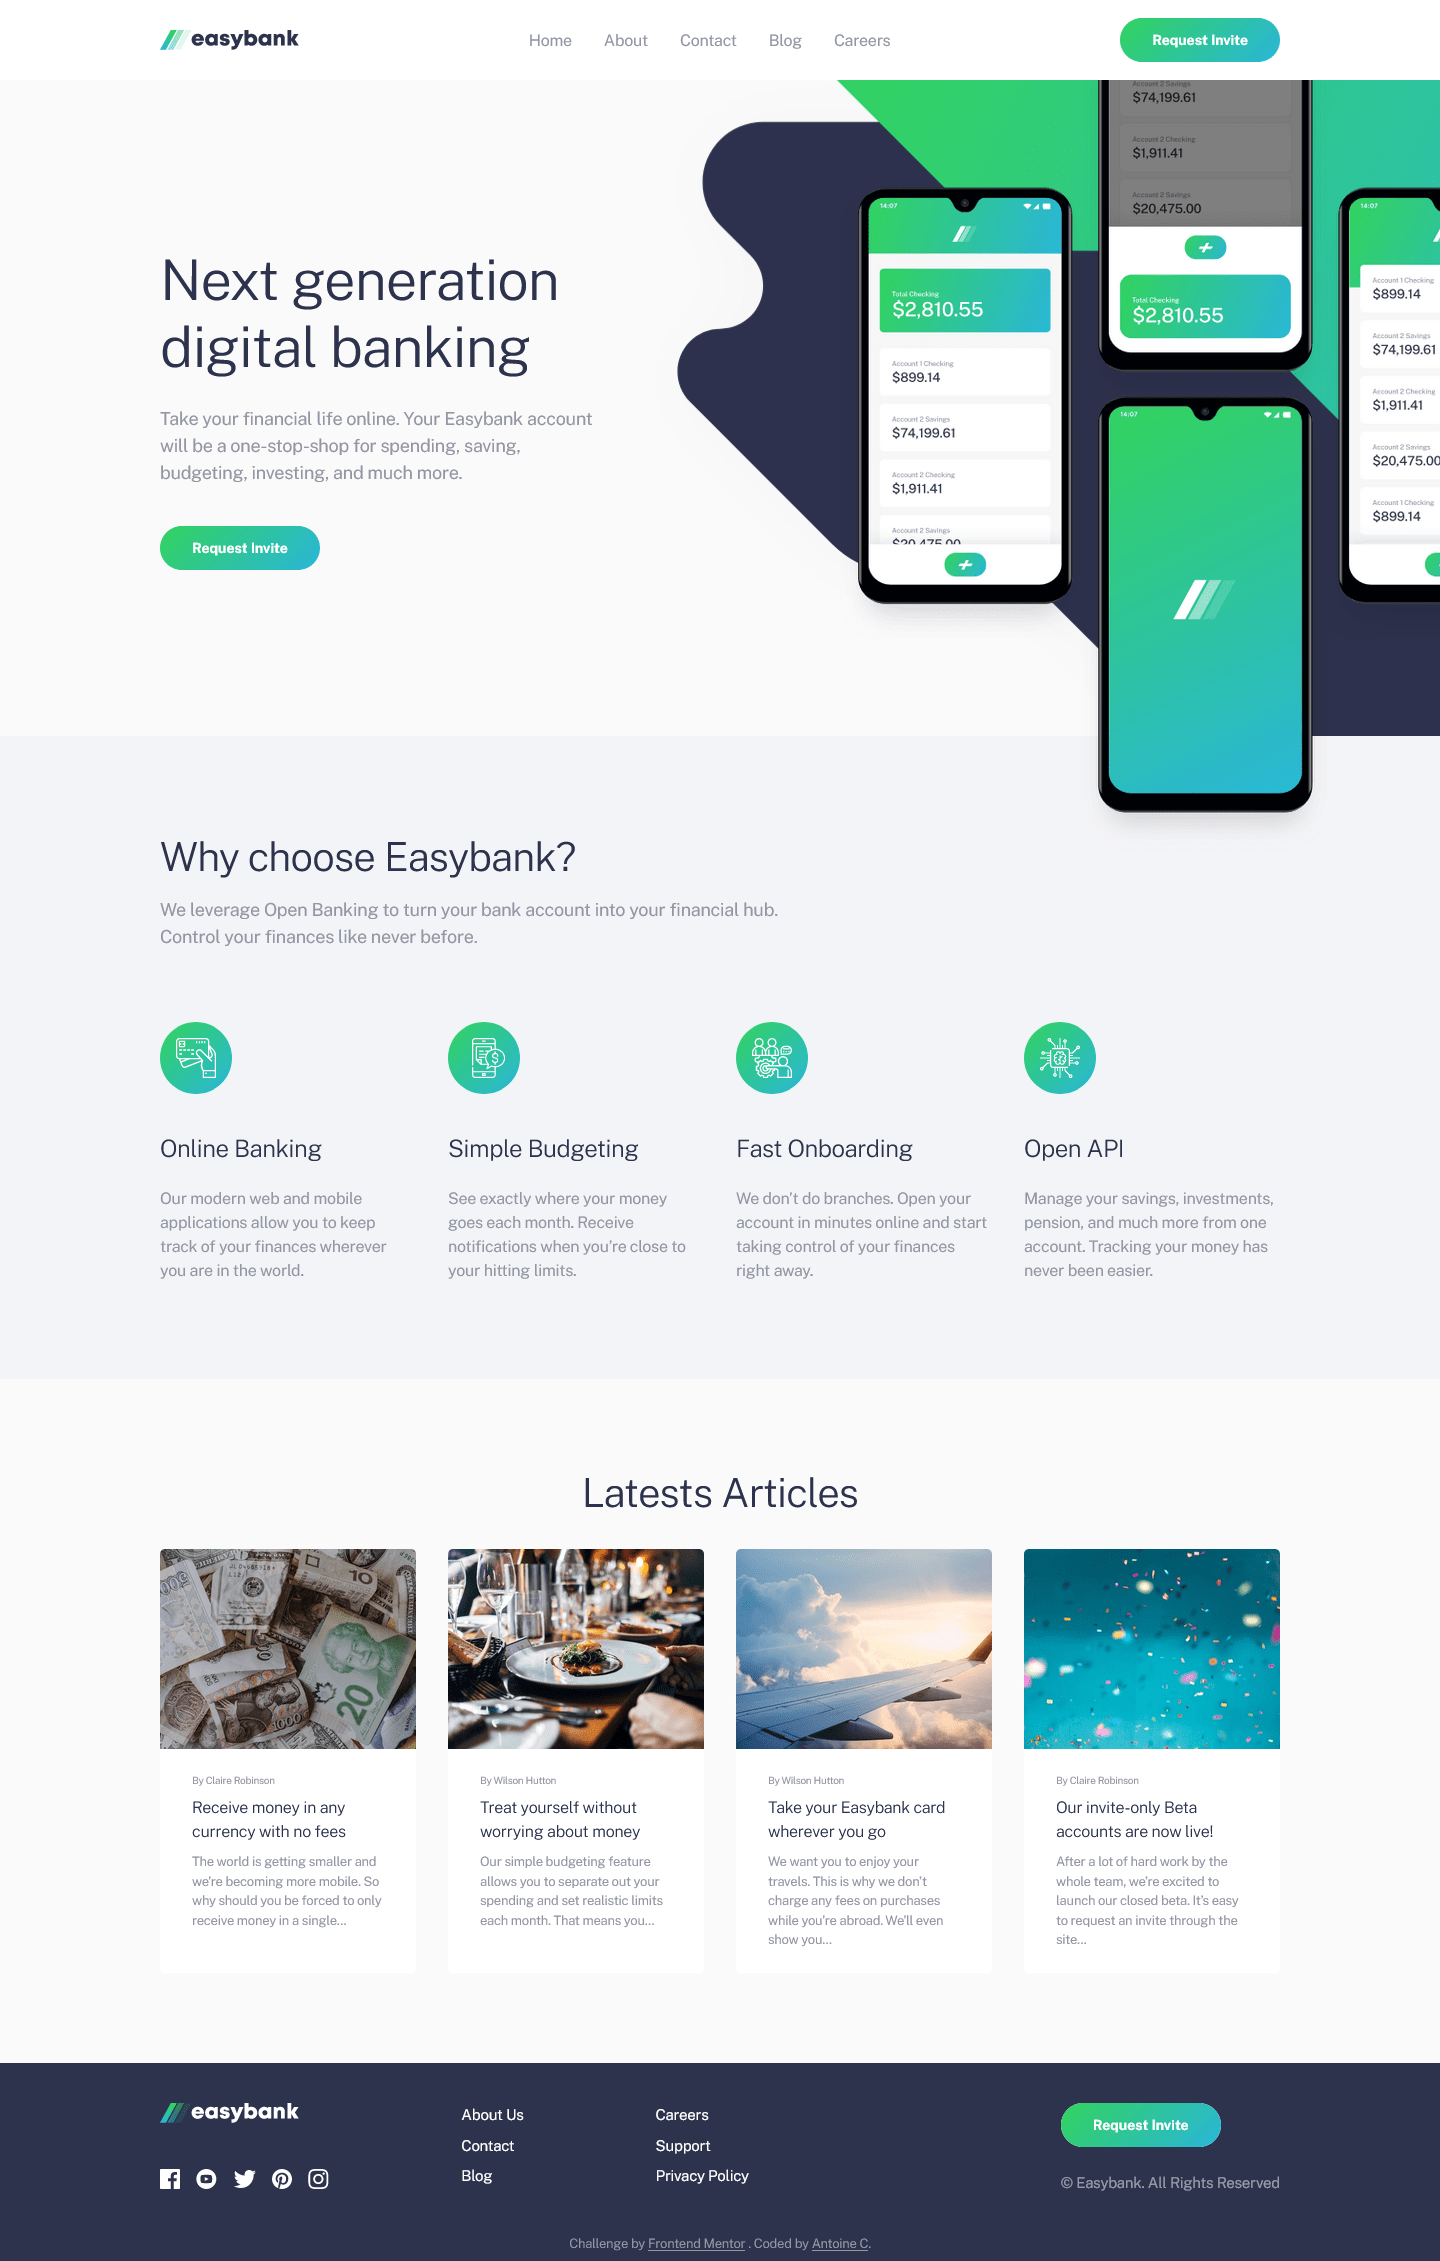 easybank
Home
About
Contact
Blog
Careers
Request Invite
Next generation
digital banking
Take your financial life online. Your Easybank account
will be a one-stop-shop for spending, saving,
budgeting, investing, and much more.
Request Invite
14:07
Total Checking
$2,810.55
Account 1 Checking
$899.14
Account 2 Savings
$74,199.61
Account 2 Checking
$1,911.41
Account 2 Savings
$20,475.00
Account 2 Savings
$74,199.61
Account 2 Checking
$1,911.41
Account 2 Savings
$20,475.00
Total Checking
$2,810.55
14:07
14:07
Account 1 Checking
$899.14
Account 2 Savings
$74,199.61
Account 2 Checking
$1,911.41
Account 2 Savings
$20,475.00
Account 1 Checking
$899.14
Why choose Easybank?
We leverage Open Banking to turn your bank account into your financial hub.
Control your finances like never before.
Online Banking
Our modern web and mobile
applications allow you to keep
track of your finances wherever
you are in the world.
Simple Budgeting
See exactly where your money
goes each month. Receive
notifications when you're close to
your hitting limits.
Fast Onboarding
We don't do branches. Open your
account in minutes online and start
taking control of your finances
right away.
Open API
Manage your savings, investments,
pension, and much more from one
account. Tracking your money has
never been easier.
Latests Articles
10
20
1000
By Claire Robinson
Receive money in any
currency with no fees
The world is getting smaller and
we're becoming more mobile. So
why should you be forced to only
receive money in a single...
By Wilson Hutton
Treat yourself without
worrying about money
Our simple budgeting feature
allows you to separate out your
spending and set realistic limits
each month. That means you...
By Wilson Hutton
Take your Easybank card
wherever you go
We want you to enjoy your
travels. This is why we don't
charge any fees on purchases
while you're abroad. We'll even
show you...
By Claire Robinson
Our invite-only Beta
accounts are now live!
After a lot of hard work by the
whole team, we're excited to
launch our closed beta. It's easy
to request an invite through the
site...
easybank
About Us
Contact
Blog
Careers
Support
Privacy Policy
Request Invite
© Easybank. All Rights Reserved
Challenge by Frontend Mentor . Coded by Antoine C.